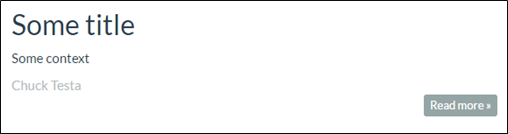 Some title
Some context
Chuck Testa
Read more »